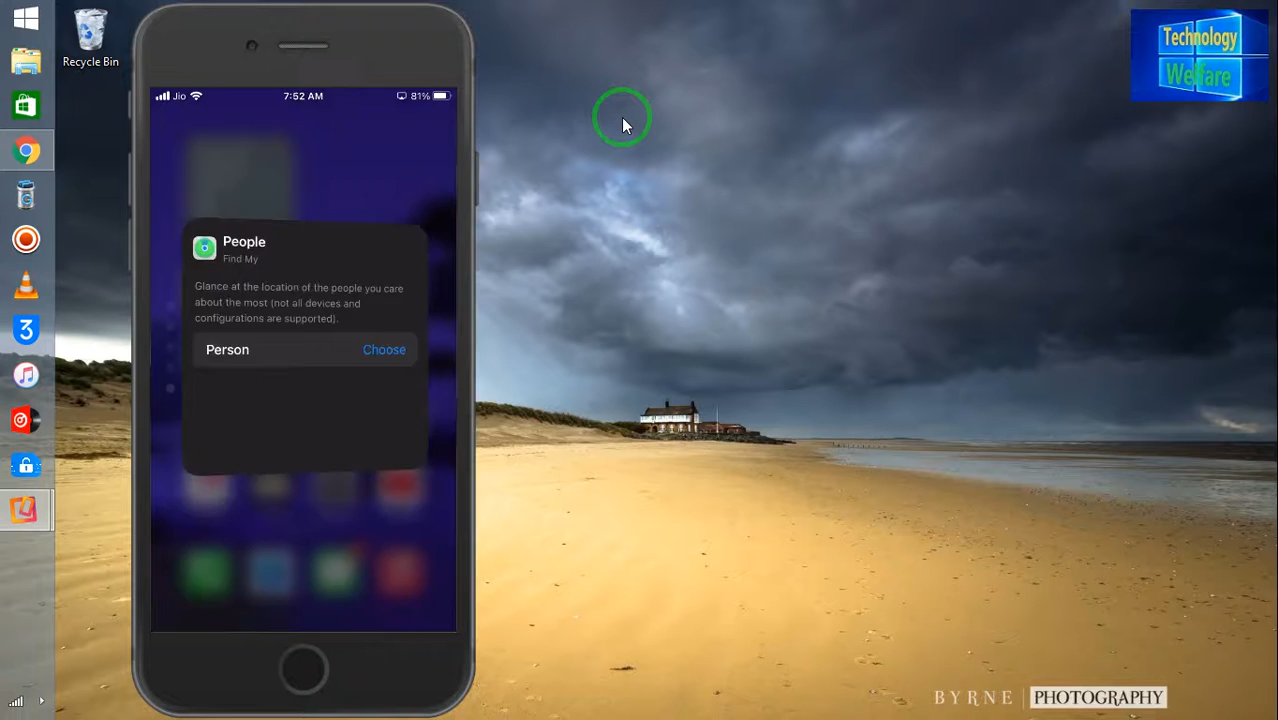 Recycle Bin
Technology
Welfare
Jio
7:52 AM
81%
People
Find My
Glance at the location of the people you care
about the most (not all devices and
configurations are supported).
Person
Choose
3
BYRNE PHOTOGRAPHY